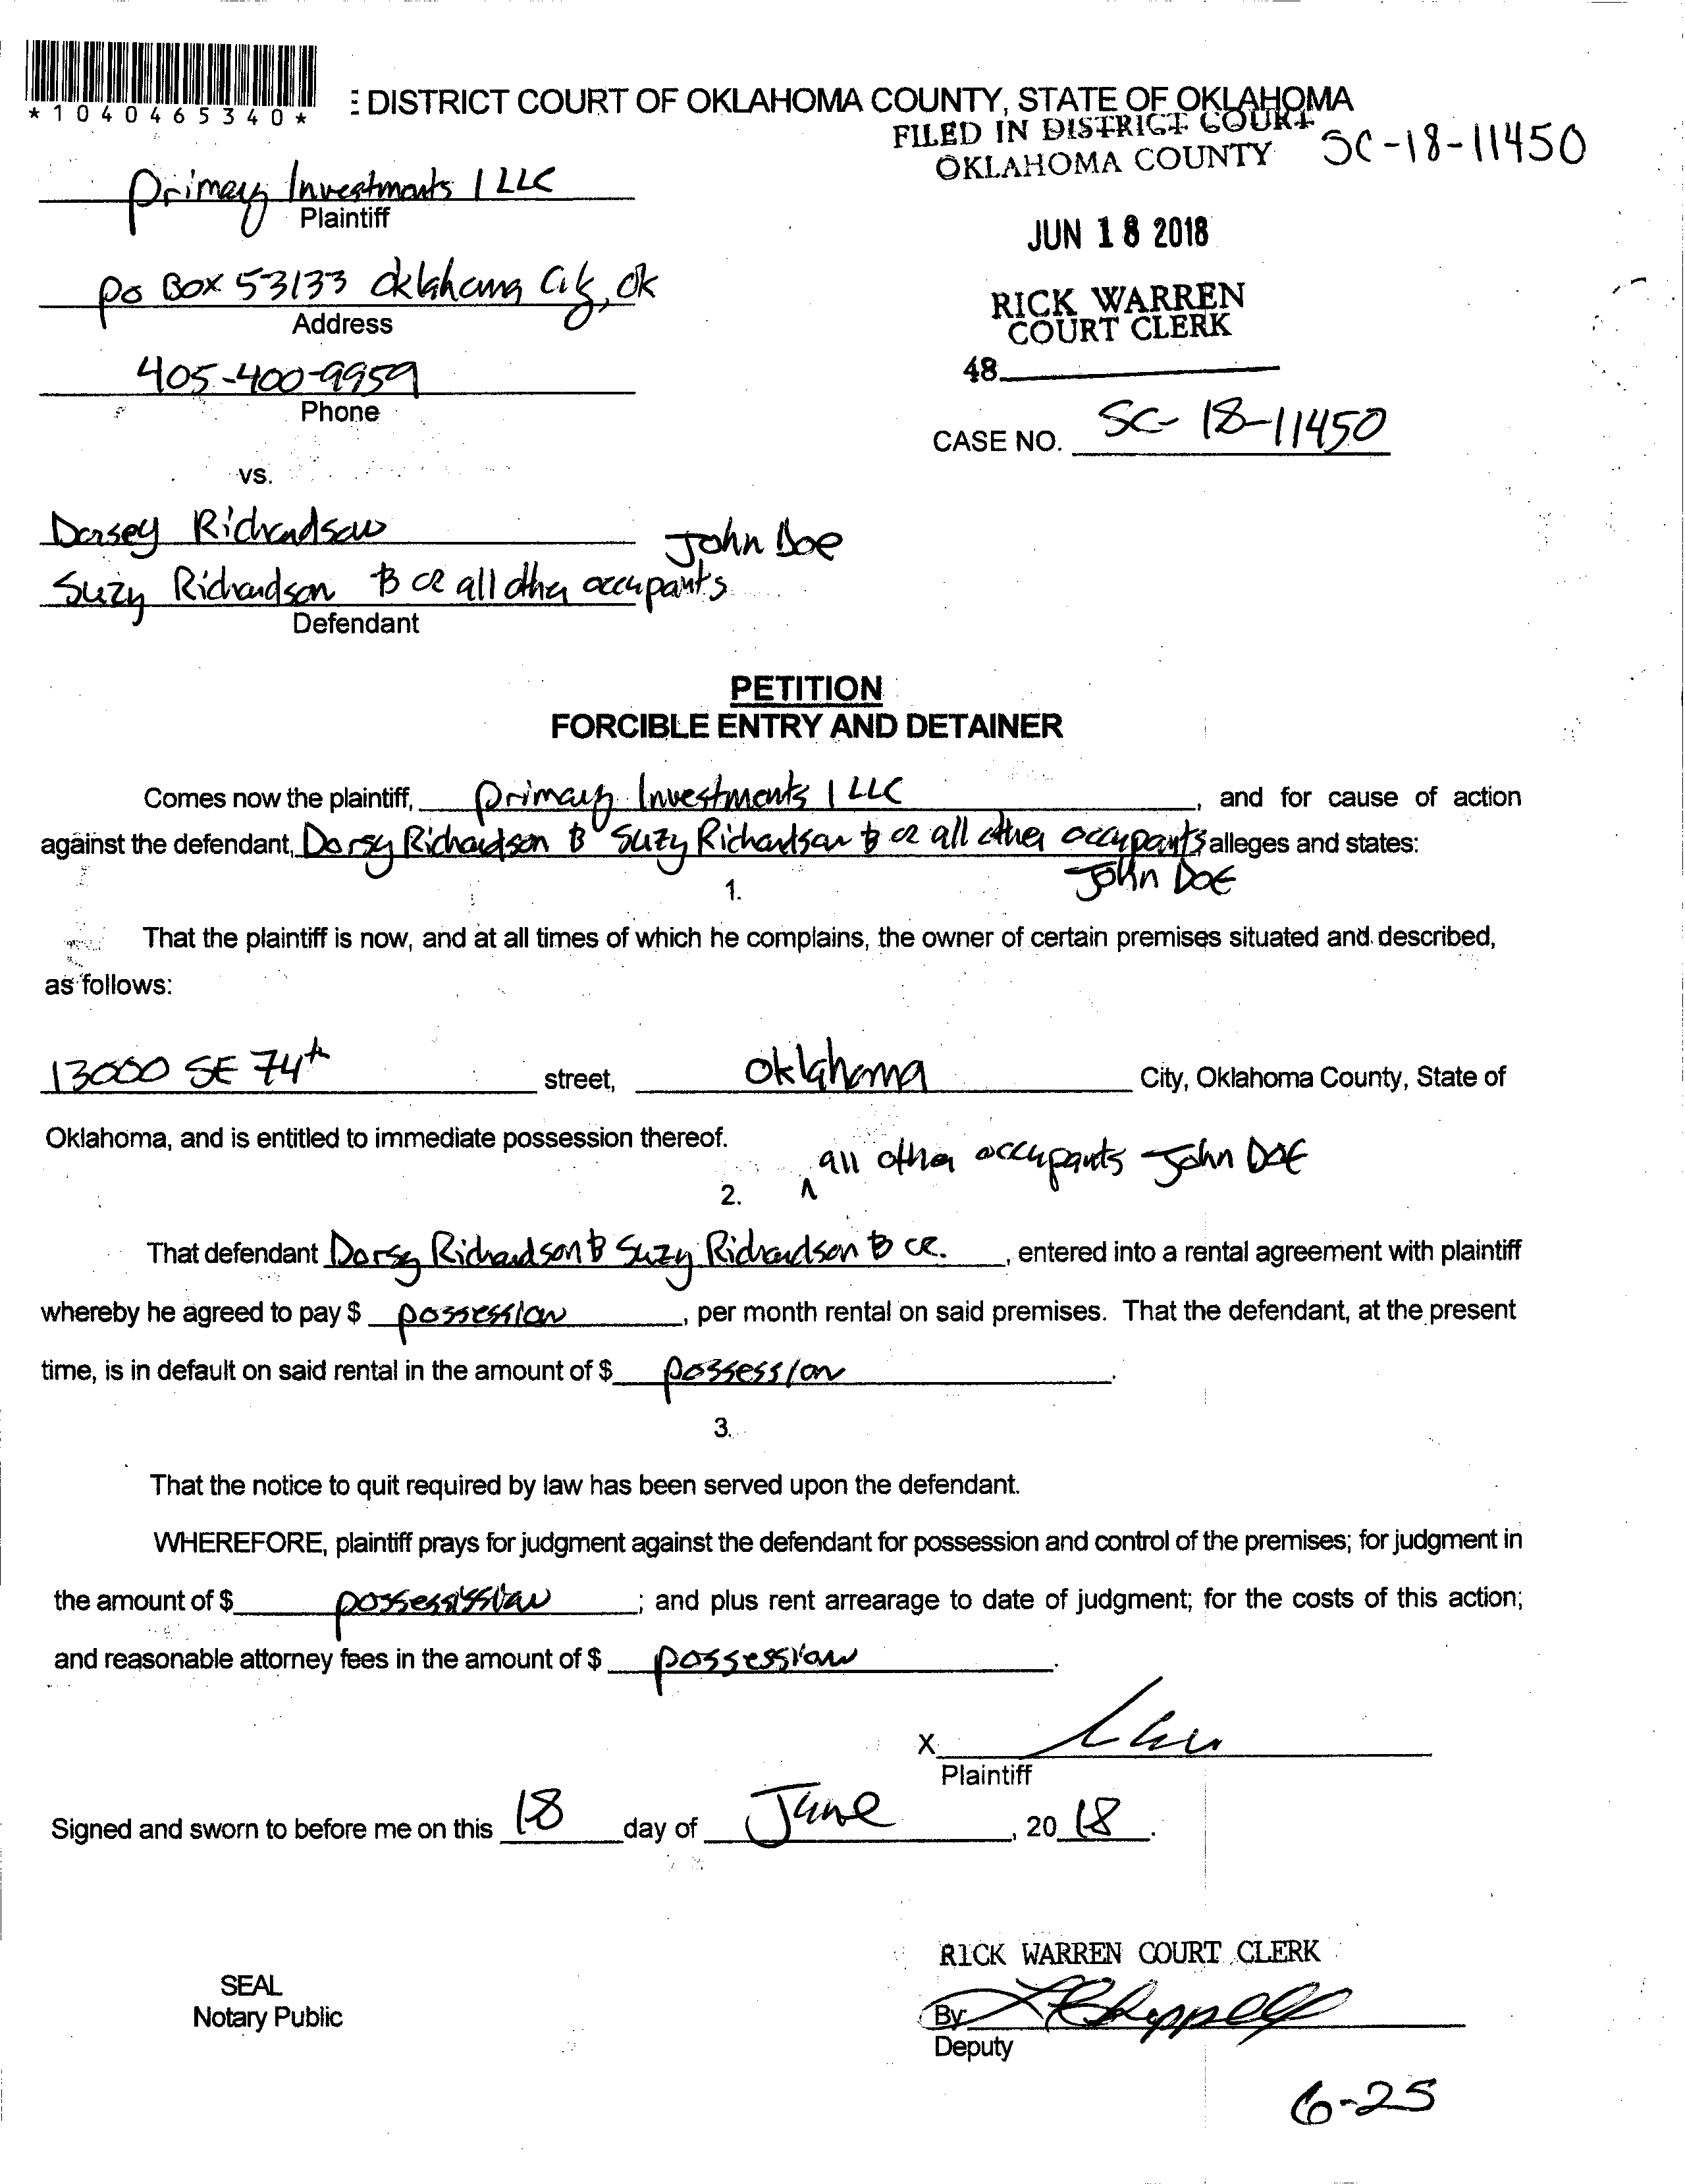 *1040465340*
E DISTRICT COURT OF OKLAHOMA COUNTY, STATE OF OKLAHOMA
FILED IN DISTRICT COURT
OKLAHOMA COUNTY
SC-18-11450
Primary Investments 1 LLC
Plaintiff
JUN 18 2018
PO Box 53133 Oklahoma City, OK
Address
RICK WARREN
COURT CLERK
405-400-9959
Phone
48
CASE NO. SC-18-11450
vs.
Dorsey Richardson John Doe
Suzy Richardson & or all other occupants
Defendant
PETITION
FORCIBLE ENTRY AND DETAINER
Comes now the plaintiff, Primary Investments 1 LLC, and for cause of action
against the defendant, Dorsy Richardson & Suzy Richardson & or all other occupants alleges and states:
John DOE
1.
That the plaintiff is now, and at all times of which he complains, the owner of certain premises situated and described,
as follows:
13000 SE 74th street, Oklahoma City, Oklahoma County, State of
Oklahoma, and is entitled to immediate possession thereof.
all other occupants John DOE
2.
That defendant Dorsy Richardson & Suzy Richardson & or., entered into a rental agreement with plaintiff
whereby he agreed to pay $ possession, per month rental on said premises. That the defendant, at the present
time, is in default on said rental in the amount of $ possession.
3.
That the notice to quit required by law has been served upon the defendant.
WHEREFORE, plaintiff prays for judgment against the defendant for possession and control of the premises; for judgment in
the amount of $ possession; and plus rent arrearage to date of judgment; for the costs of this action;
and reasonable attorney fees in the amount of $ possession.
X
Plaintiff
Signed and sworn to before me on this 18 day of June, 20 18.
RICK WARREN COURT CLERK
SEAL
Notary Public
By:
Deputy
6-25